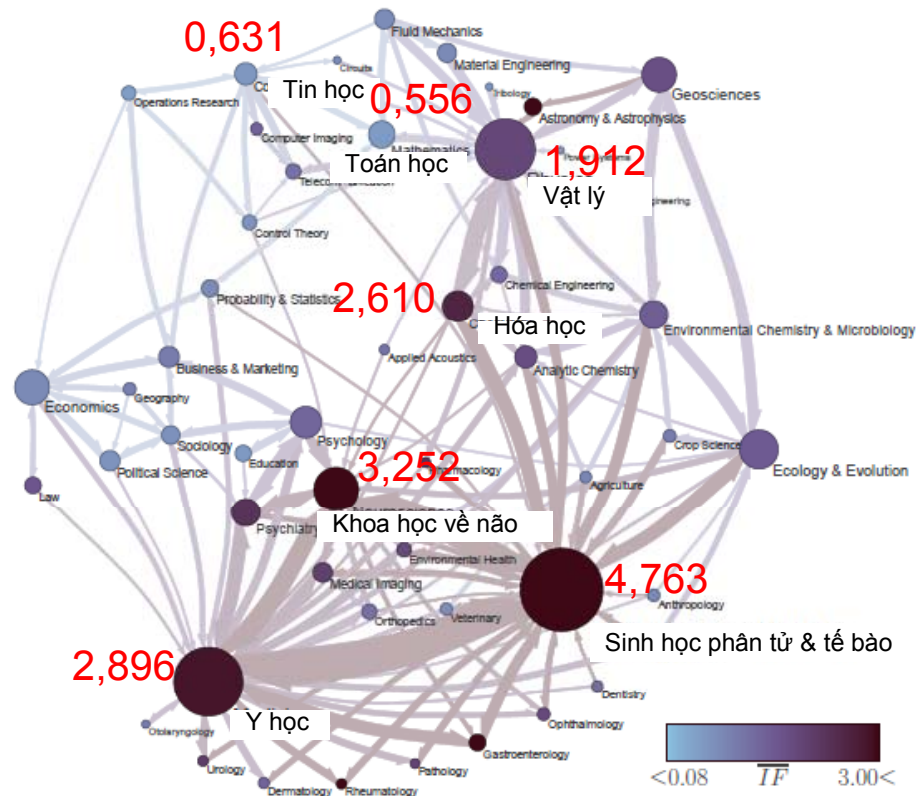 Fluid Mechanics
0,631
Circuits
Material Engineering
Tin học
Operations Research
0,556
Tribology
Geosciences
Astronomy & Astrophysics
Computer Imaging
Mathematics
1,912
Toán học
Vật lý
Control Theory
2,610
Chemical Engineering
Probability & Statistics
Hóa học
Environmental Chemistry & Microbiology
Applied Acoustics
Analytic Chemistry
Business & Marketing
Geography
Economics
Psychology
Sociology
Crop Science
Education
Political Science
3,252
Pharmacology
Ecology & Evolution
Agriculture
Law
Psychiatry
Khoa học về não
Environmental Health
Medical Imaging
4,763
Anthropology
Orthopedics
Veterinary
Sinh học phân tử & tế bào
2,896
Dentistry
Y học
Ophthalmology
Otolaryngology
Gastroenterology
Urology
Pathology
Dermatology
Rheumatology
<0.08 IF 3.00<